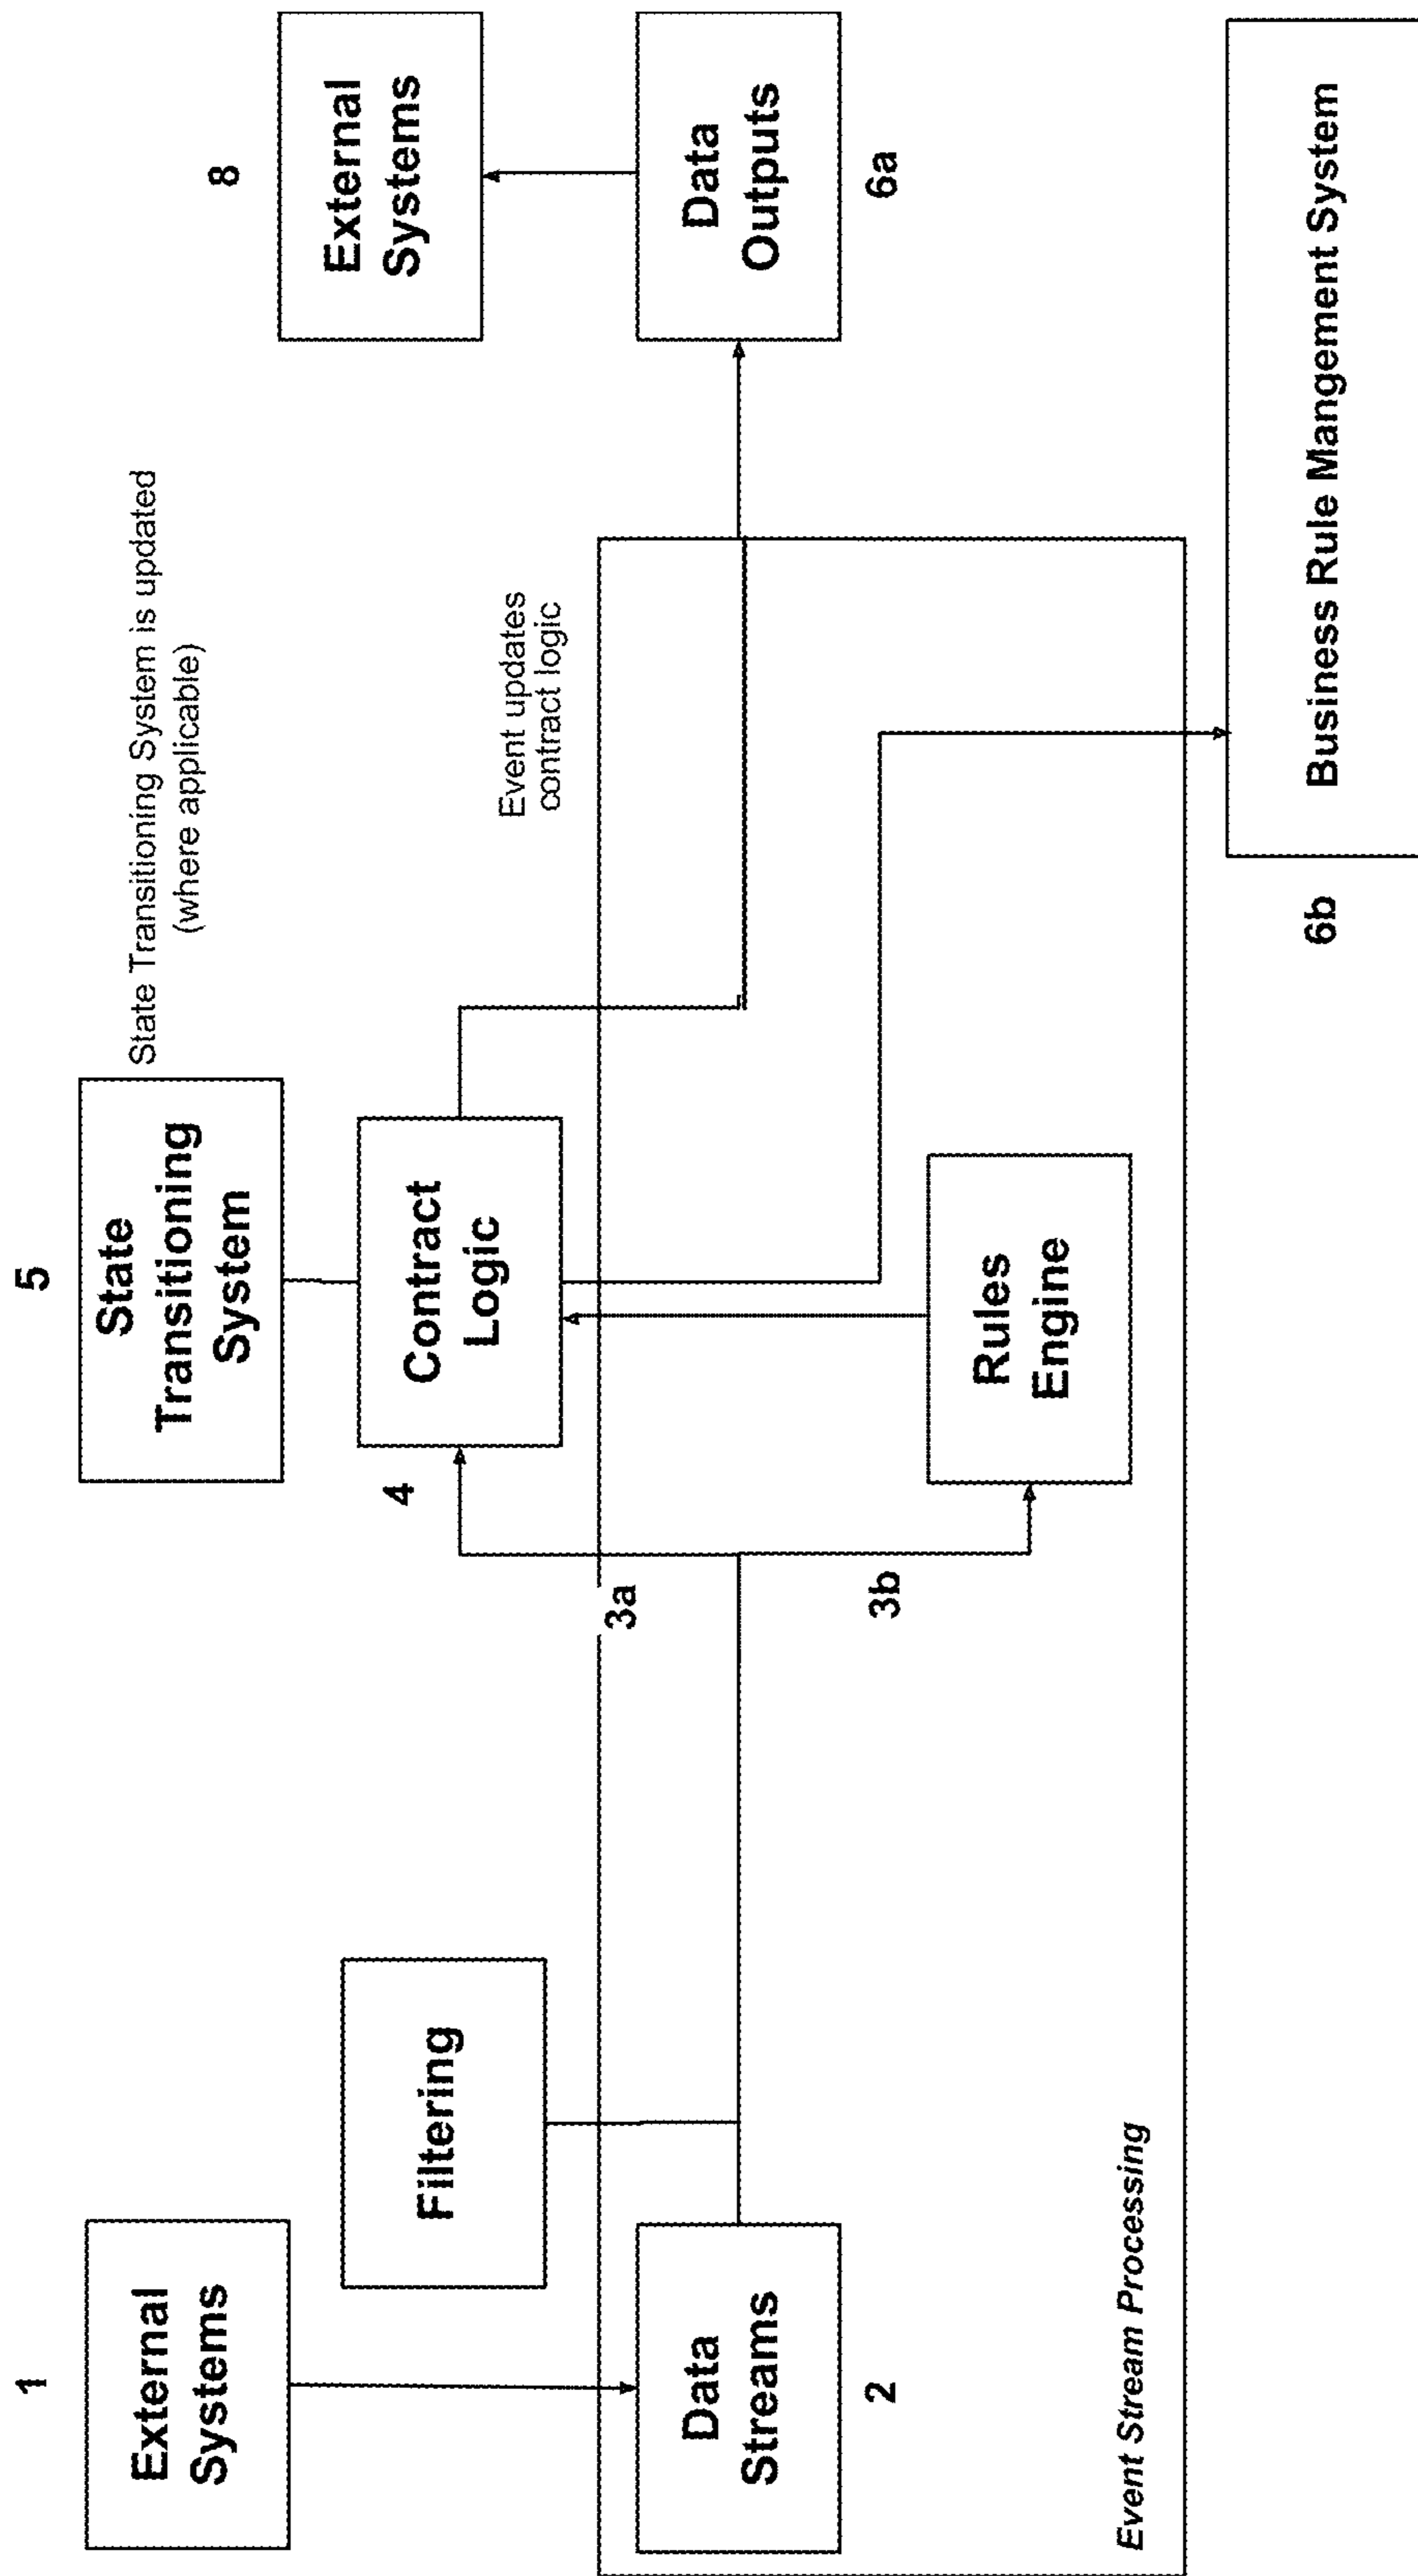 1
External
Systems
Filtering
Data
Streams
2
Event Stream Processing
3a
3b
4
5
State
Transitioning
System
Contract
Logic
Rules
Engine
State Transitioning System is updated
(where applicable)
Event updates
contract logic
8
External
Systems
Data
Outputs
6a
6b
Business Rule Mangement System